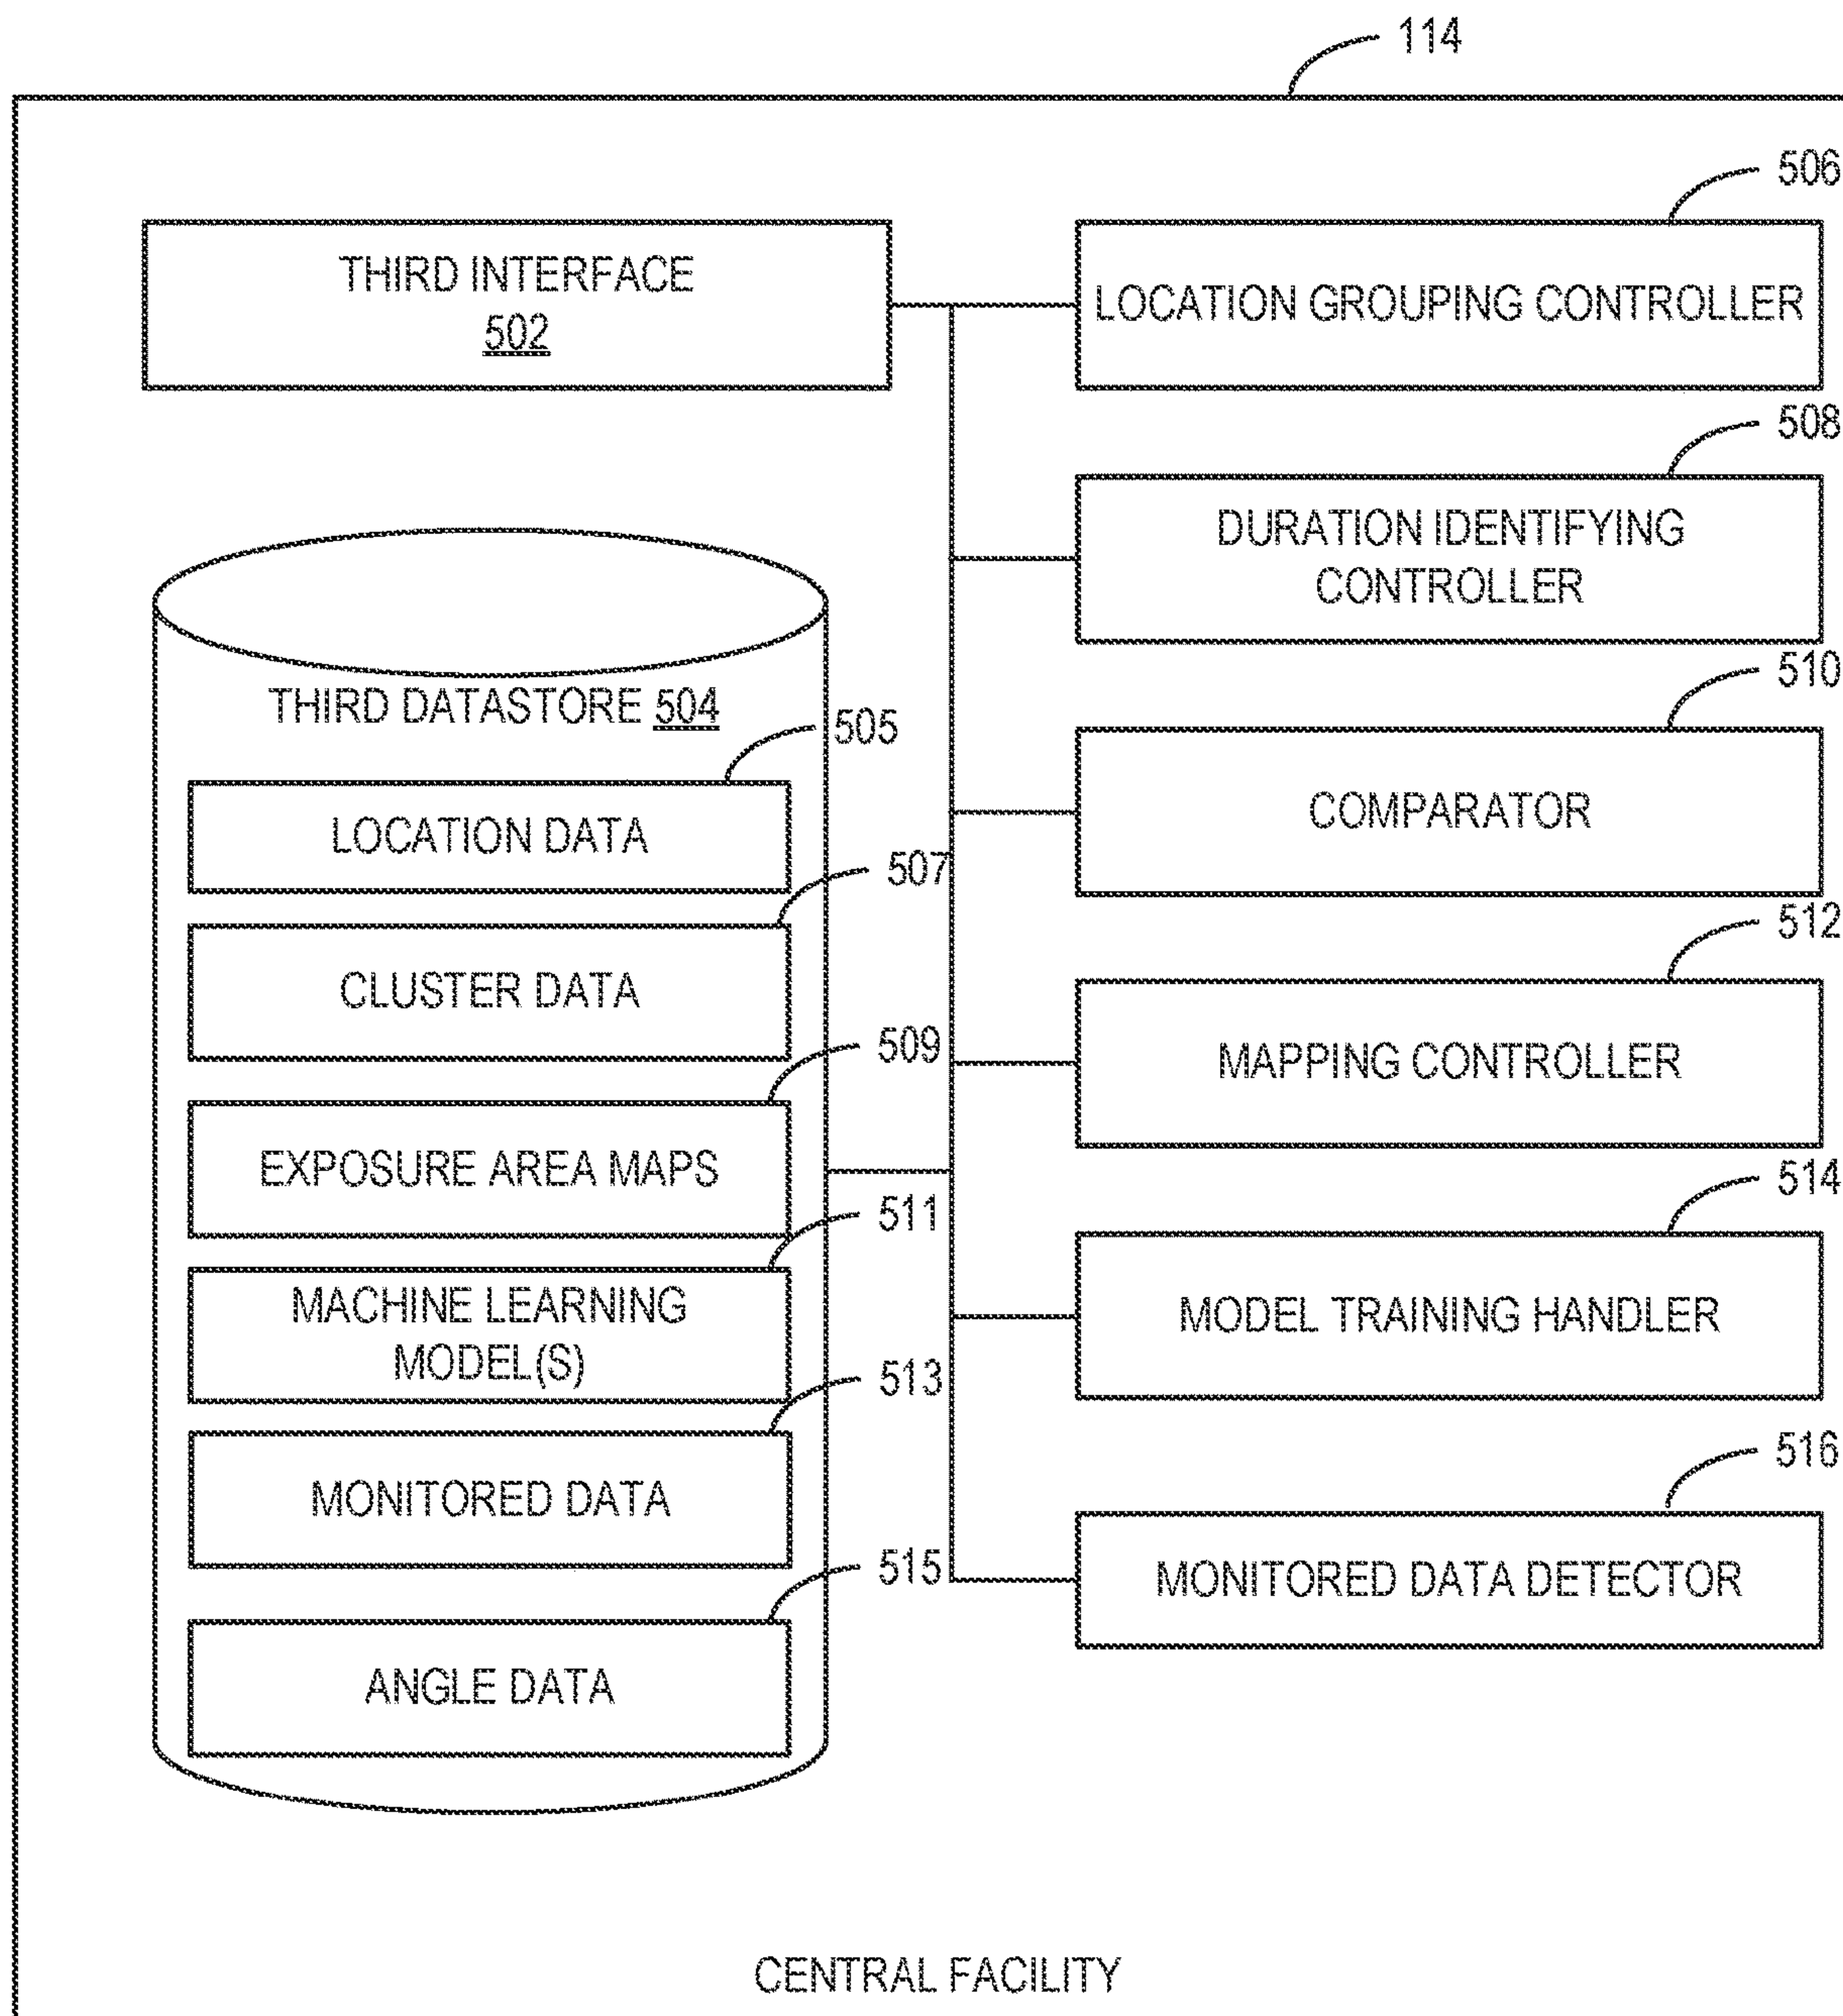 114
THIRD INTERFACE
502
506
LOCATION GROUPING CONTROLLER
508
DURATION IDENTIFYING
CONTROLLER
THIRD DATASTORE 504
505
LOCATION DATA
507
CLUSTER DATA
509
EXPOSURE AREA MAPS
511
MACHINE LEARNING
MODEL(S)
513
MONITORED DATA
515
ANGLE DATA
510
COMPARATOR
512
MAPPING CONTROLLER
514
MODEL TRAINING HANDLER
516
MONITORED DATA DETECTOR
CENTRAL FACILITY